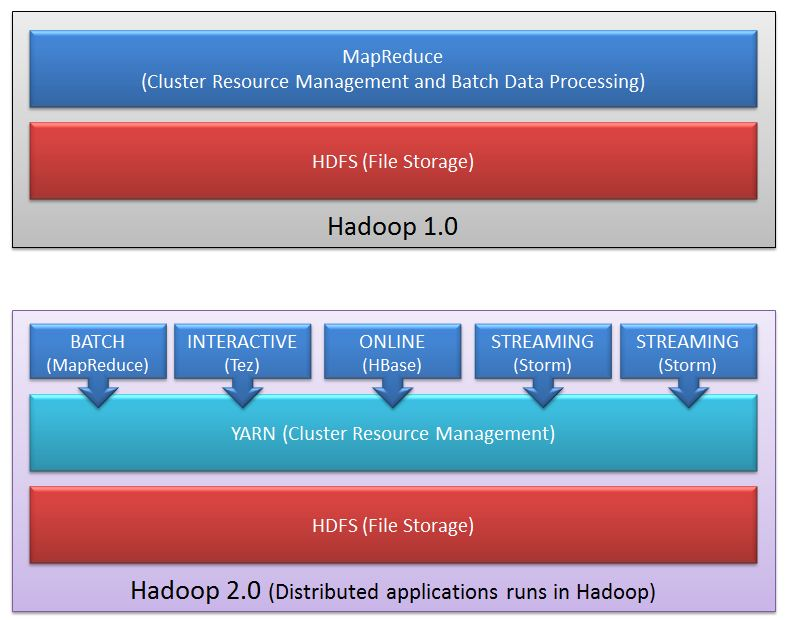 MapReduce
(Cluster Resource Management and Batch Data Processing)
HDFS (File Storage)
Hadoop 1.0
BATCH
(MapReduce)
INTERACTIVE
(Tez)
ONLINE
(HBase)
STREAMING
(Storm)
STREAMING
(Storm)
YARN (Cluster Resource Management)
HDFS (File Storage)
Hadoop 2.0 (Distributed applications runs in Hadoop)